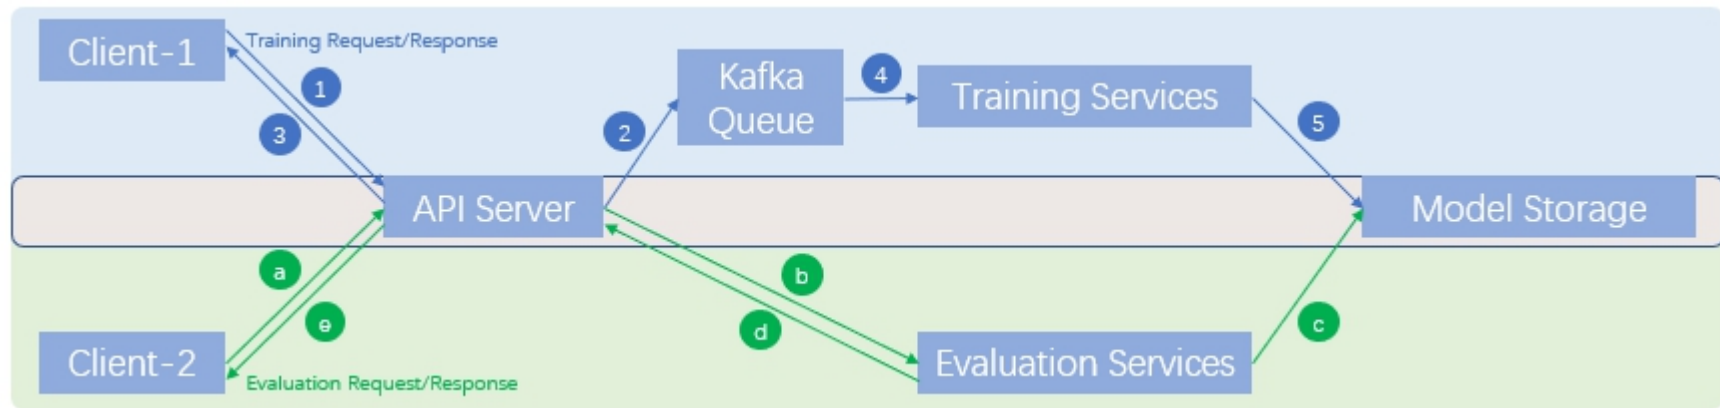 Client-1
Training Request/Response
1
3
2
Kafka
Queue
4
Training Services
5
API Server
Model Storage
a
e
b
d
c
Client-2
Evaluation Request/Response
Evaluation Services